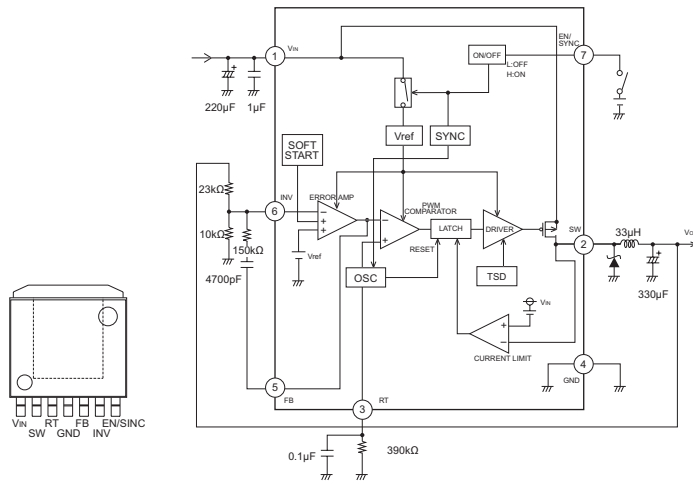 1
VIN
EN/
SYNC
7
ON/OFF
L:OFF
H:ON
+
220µF
1µF
Vref
SYNC
SOFT
START
23kΩ
6
INV
ERROR AMP
PWM
COMPARATOR
10kΩ
150kΩ
4700pF
−
+
+
Vref
−
+
LATCH
DRIVER
RESET
OSC
TSD
SW
2
33µH
VO
+
330µF
VIN
+
−
CURRENT LIMIT
4
GND
5
FB
3
RT
0.1µF
390kΩ
VIN
SW
RT
GND
FB
INV
EN/SINC